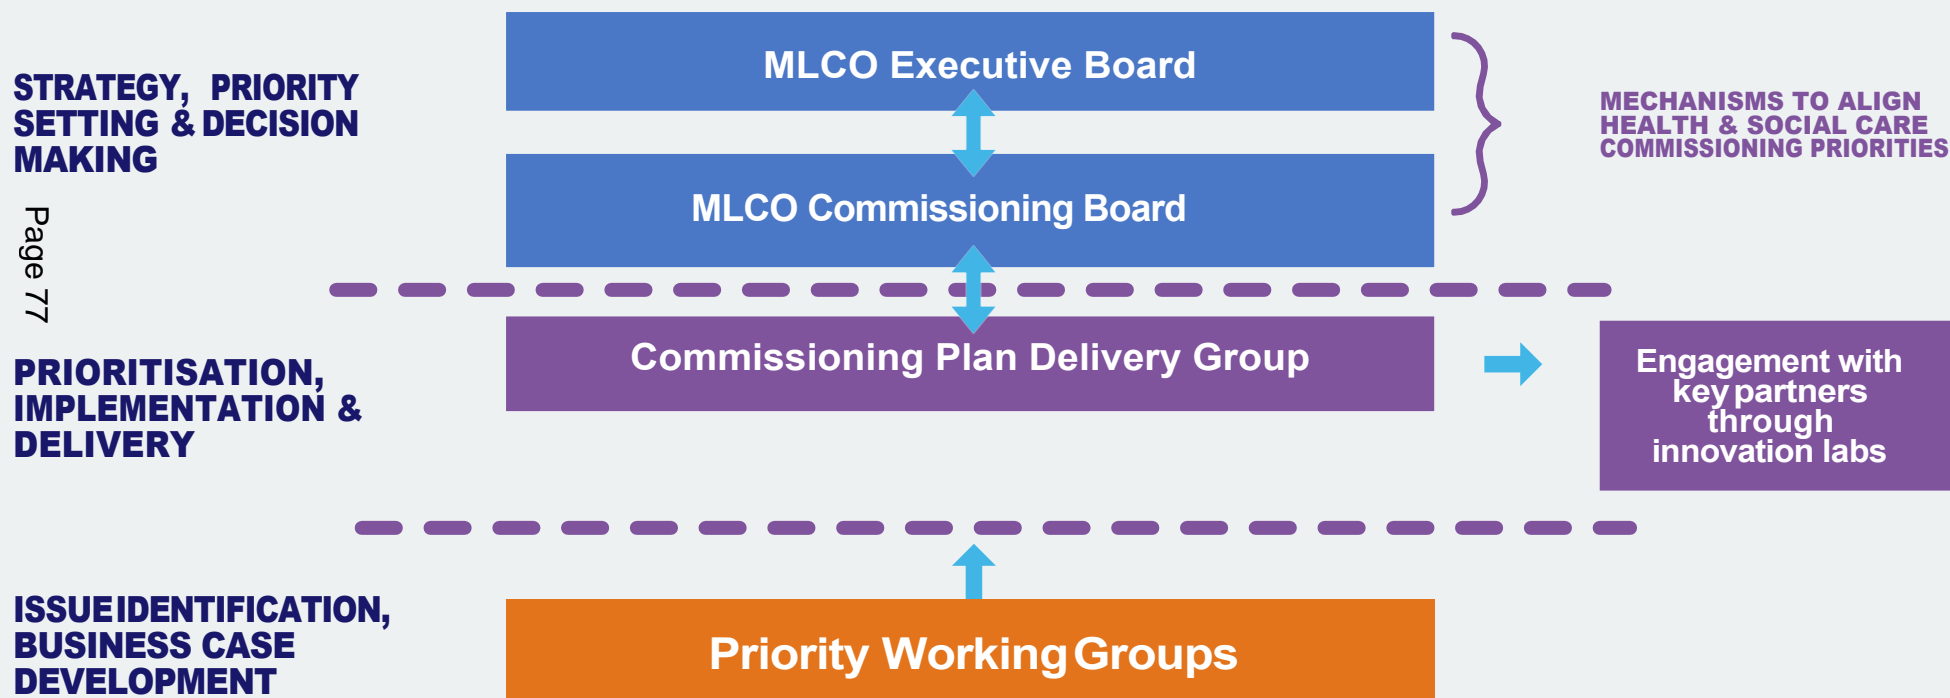 MLCO Executive Board
STRATEGY, PRIORITY
SETTING & DECISION
MAKING
MECHANISMS TO ALIGN
HEALTH & SOCIAL CARE
COMMISSIONING PRIORITIES
MLCO Commissioning Board
Page 77
Commissioning Plan Delivery Group
PRIORITISATION,
IMPLEMENTATION &
DELIVERY
Engagement with
key partners
through
innovation labs
ISSUE IDENTIFICATION,
BUSINESS CASE
DEVELOPMENT
Priority Working Groups